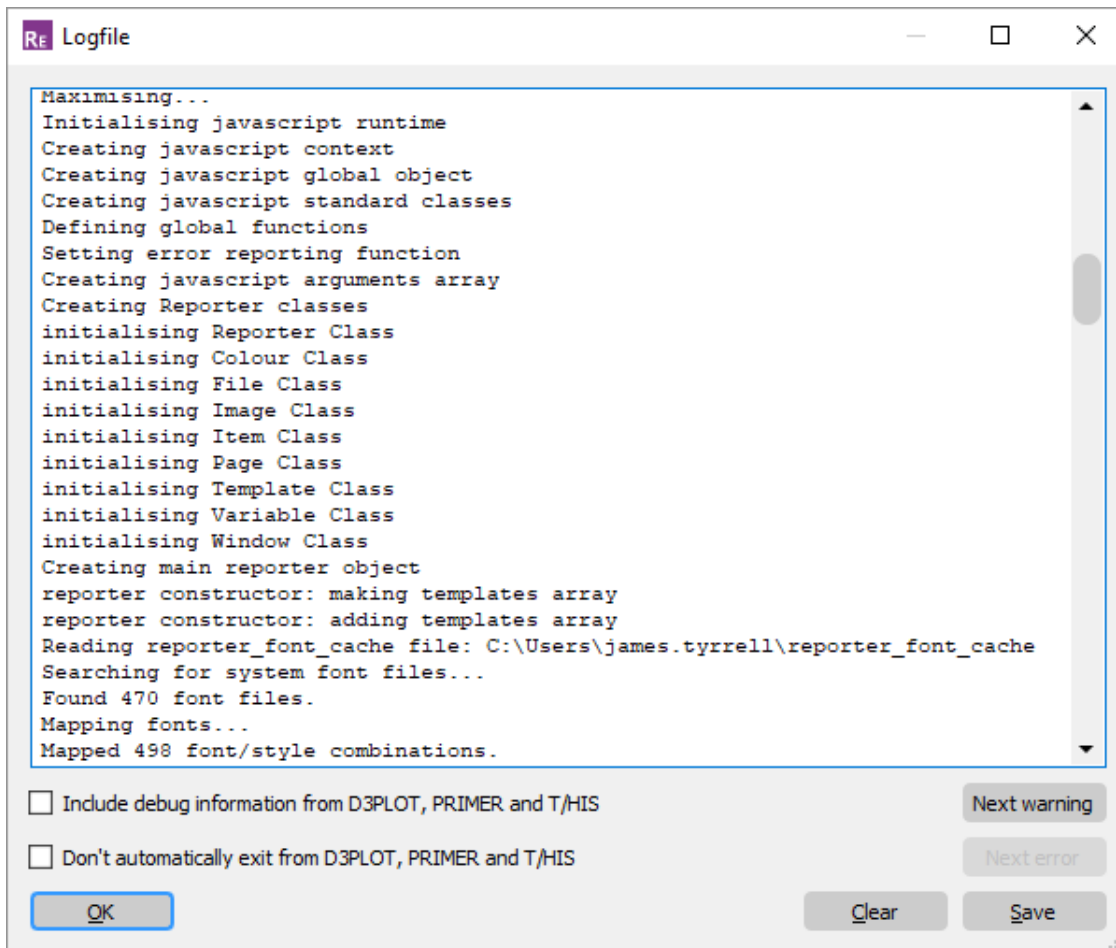 RE Logfile
Maximising...
Initialising javascript runtime
Creating javascript context
Creating javascript global object
Creating javascript standard classes
Defining global functions
Setting error reporting function
Creating javascript arguments array
Creating Reporter classes
initialising Reporter Class
initialising Colour Class
initialising File Class
initialising Image Class
initialising Item Class
initialising Page Class
initialising Template Class
initialising Variable Class
initialising Window Class
Creating main reporter object
reporter constructor: making templates array
reporter constructor: adding templates array
Reading reporter_font_cache file: C:\Users\james.tyrrell\reporter_font_cache
Searching for system font files...
Found 470 font files.
Mapping fonts...
Mapped 498 font/style combinations.
Include debug information from D3PLOT, PRIMER and T/HIS
Next warning
Don't automatically exit from D3PLOT, PRIMER and T/HIS
Next error
OK
Clear
Save